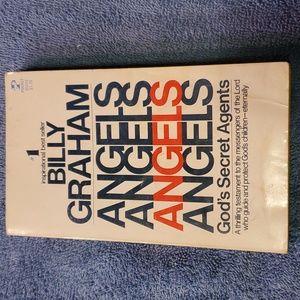 #1
inspirational best seller
BILLY
GRAHAM
ANGELS
ANGELS
ANGELS
ANGELS
God's Secret Agents
A thrilling testament to the messengers of the Lord
who guide and protect God's children—eternally